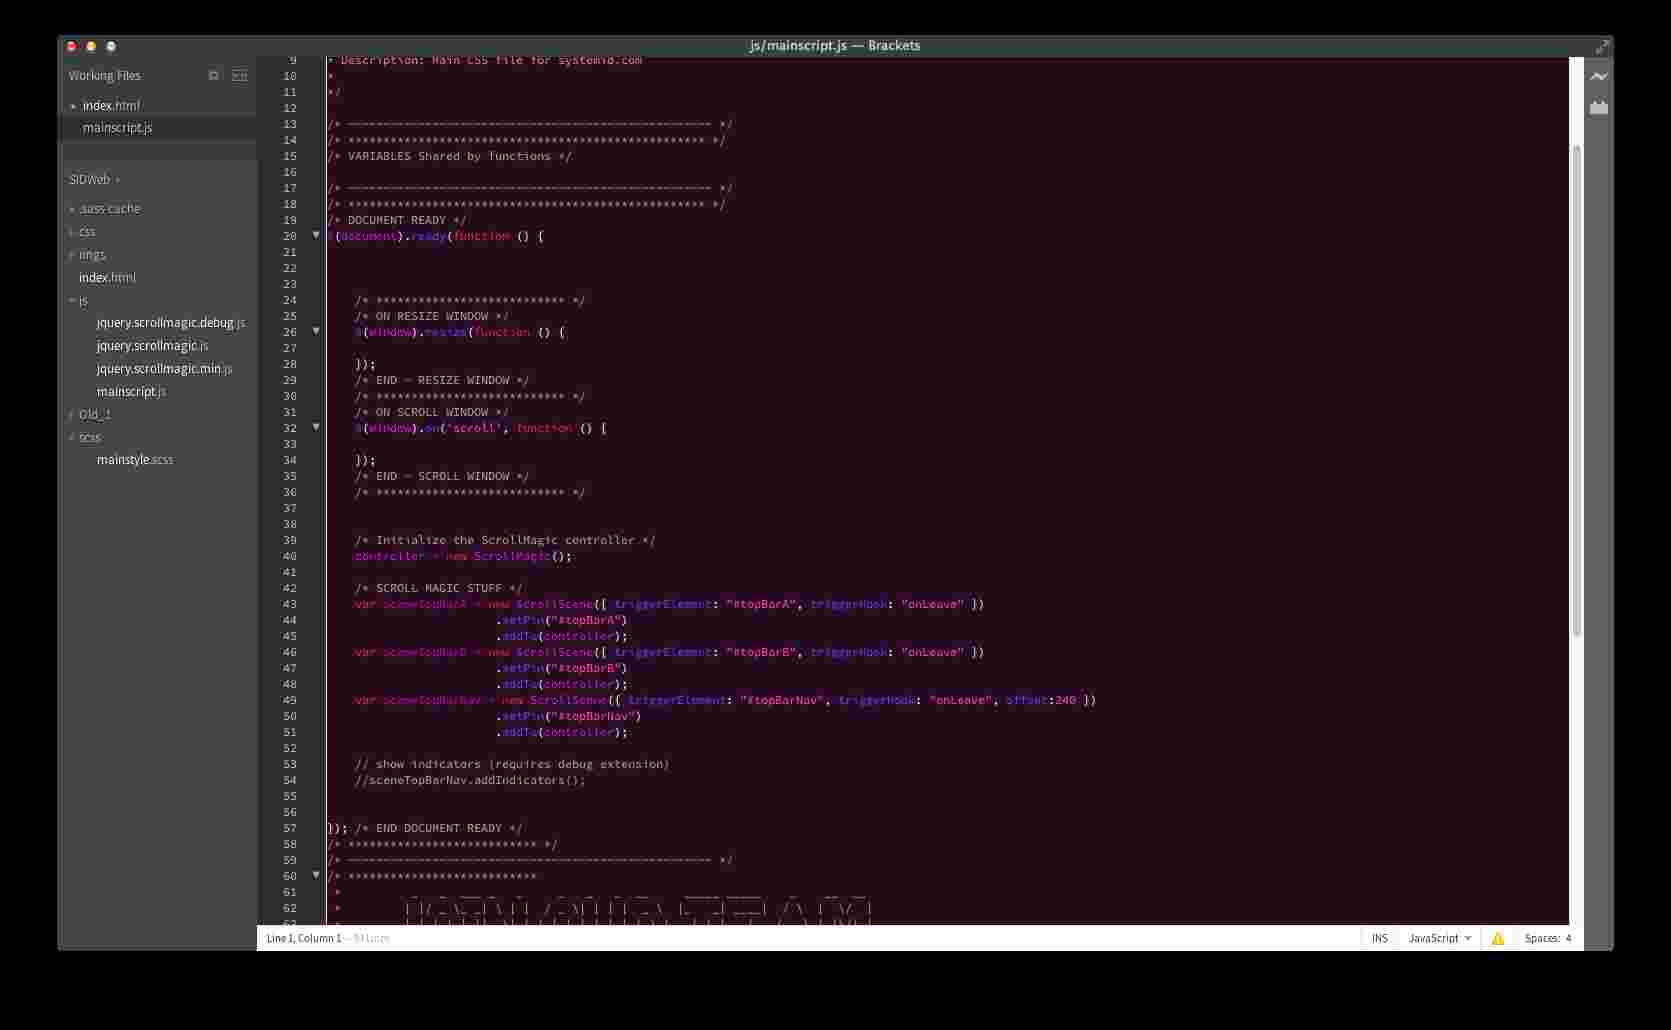 js/mainscript.js — Brackets
Working Files
index.html
mainscript.js
SIDWeb
.sass-cache
css
imgs
index.html
js
jquery.scrollmagic.debug.js
jquery.scrollmagic.js
jquery.scrollmagic.min.js
mainscript.js
Old_1
scss
mainstyle.scss
9 * Description: Main CSS file for systemid.com
10 *
11 */
12
13 /* ---------------------------------------------------- */
14 /* *************************************************** */
15 /* VARIABLES Shared by functions */
16
17 /* ---------------------------------------------------- */
18 /* *************************************************** */
19 /* DOCUMENT READY */
20 $(document).ready(function () {
21
22
23
24 /* *************************** */
25 /* ON RESIZE WINDOW */
26 $(window).resize(function () {
27
28 });
29 /* END - RESIZE WINDOW */
30 /* *************************** */
31 /* ON SCROLL WINDOW */
32 $(window).on('scroll', function () {
33
34 });
35 /* END - SCROLL WINDOW */
36 /* *************************** */
37
38
39 /* Initialize the ScrollMagic controller */
40 controller = new ScrollMagic();
41
42 /* SCROLL MAGIC STUFF */
43 var sceneTopBarA = new ScrollScene({ triggerElement: "#topBarA", triggerHook: "onLeave" })
44 .setPin("#topBarA")
45 .addTo(controller);
46 var sceneTopBarB = new ScrollScene({ triggerElement: "#topBarB", triggerHook: "onLeave" })
47 .setPin("#topBarB")
48 .addTo(controller);
49 var sceneTopBarNav = new ScrollScene({ triggerElement: "#topBarNav", triggerHook: "onLeave", offset:240 })
50 .setPin("#topBarNav")
51 .addTo(controller);
52
53 // show indicators (requires debug extension)
54 //sceneTopBarNav.addIndicators();
55
56
57 }); /* END DOCUMENT READY */
58 /* *************************** */
59 /* ---------------------------------------------------- */
60 /* ***************************
61 *
62 *
Line 1, Column 1
INS JavaScript Spaces: 4